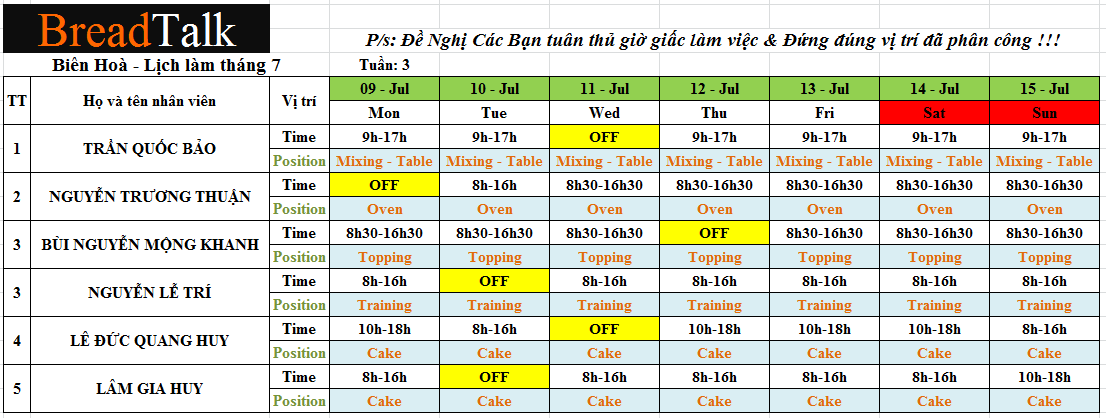 BreadTalk
P/s: Đề Nghị Các Bạn tuân thủ giờ giấc làm việc & Đứng đúng vị trí đã phân công !!!
Biên Hoà - Lịch làm tháng 7 Tuần: 3
TT Họ và tên nhân viên Vị trí 09 - Jul 10 - Jul 11 - Jul 12 - Jul 13 - Jul 14 - Jul 15 - Jul
Mon Tue Wed Thu Fri Sat Sun
1 TRẦN QUỐC BẢO Time 9h-17h 9h-17h OFF 9h-17h 9h-17h 9h-17h 9h-17h
Position Mixing - Table Mixing - Table Mixing - Table Mixing - Table Mixing - Table Mixing - Table Mixing - Table
2 NGUYỄN TRƯƠNG THUẬN Time OFF 8h-16h 8h30-16h30 8h30-16h30 8h30-16h30 8h30-16h30 8h30-16h30
Position Oven Oven Oven Oven Oven Oven Oven
3 BÙI NGUYỄN MỘNG KHANH Time 8h30-16h30 8h30-16h30 8h30-16h30 OFF 8h30-16h30 8h30-16h30 8h30-16h30
Position Topping Topping Topping Topping Topping Topping Topping
3 NGUYỄN LỄ TRÍ Time 8h-16h OFF 8h-16h 8h-16h 8h-16h 8h-16h 8h-16h
Position Training Training Training Training Training Training Training
4 LÊ ĐỨC QUANG HUY Time 10h-18h 8h-16h OFF 10h-18h 10h-18h 10h-18h 8h-16h
Position Cake Cake Cake Cake Cake Cake Cake
5 LÂM GIA HUY Time 8h-16h OFF 8h-16h 8h-16h 8h-16h 8h-16h 10h-18h
Position Cake Cake Cake Cake Cake Cake Cake